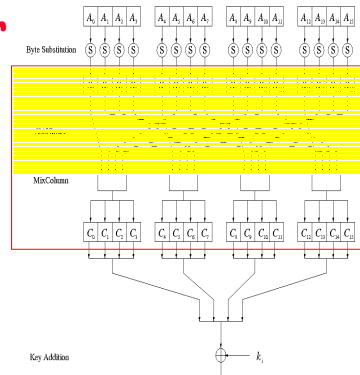 A0 A1 A2 A3 A4 A5 A6 A7 A8 A9 A10 A11 A12 A13 A14 A15
Byte Substitution S S S S S S S S S S S S S S S S
MixColumn
C0 C1 C2 C3 C4 C5 C6 C7 C8 C9 C10 C11 C12 C13 C14 C15
Key Addition ki